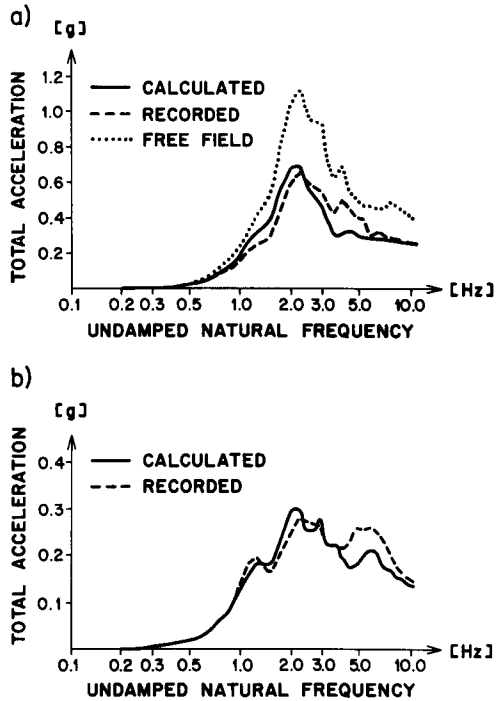 a)
[g]
TOTAL ACCELERATION
1.2
1.0
0.8
0.6
0.4
0.2
CALCULATED
RECORDED
FREE FIELD
0.1 0.2 0.3 0.5 1.0 2.0 3.0 5.0 10.0 [Hz]
UNDAMPED NATURAL FREQUENCY
b)
[g]
TOTAL ACCELERATION
0.4
0.3
0.2
0.1
CALCULATED
RECORDED
0.1 0.2 0.3 0.5 1.0 2.0 3.0 5.0 10.0 [Hz]
UNDAMPED NATURAL FREQUENCY